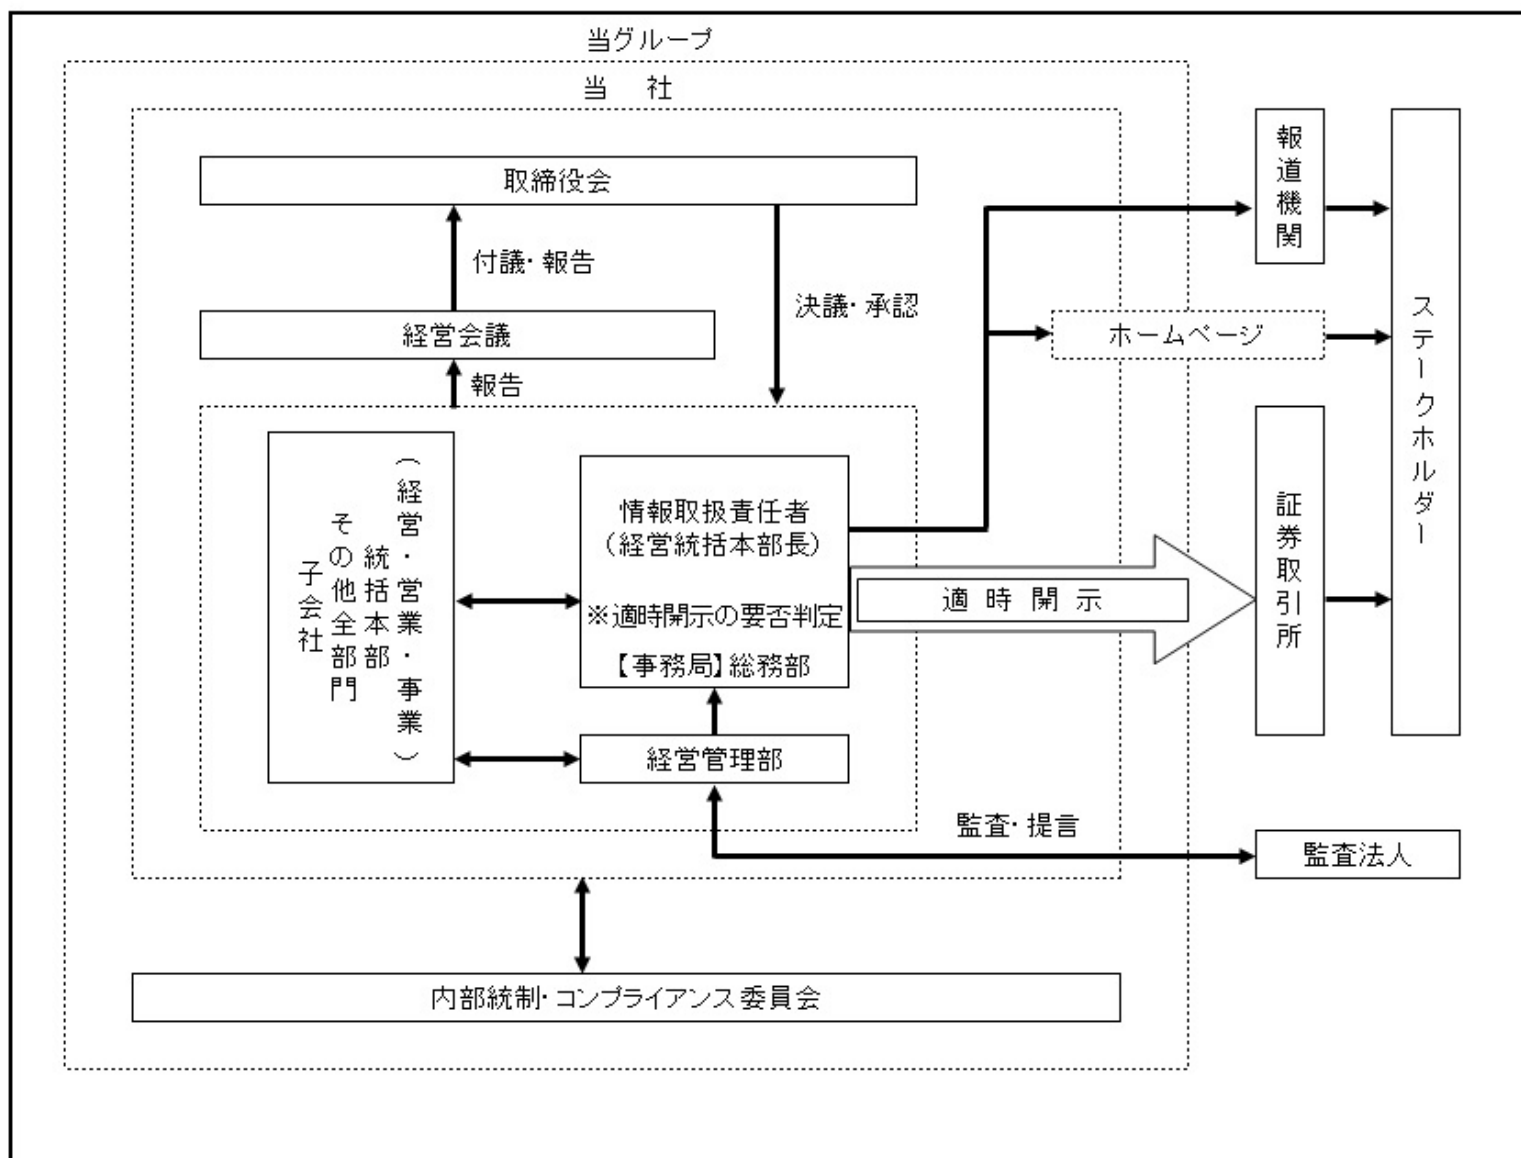 当グループ
当 社
取締役会
付議・報告
決議・承認
経営会議
報告
（経営・営業・事業）
統括本部
その他全部門
子会社
情報取扱責任者
（経営統括本部長）
※適時開示の要否判定
【事務局】総務部
経営管理部
適 時 開 示
監査・提言
報道機関
ホームページ
証券取引所
ステークホルダー
監査法人
内部統制・コンプライアンス委員会